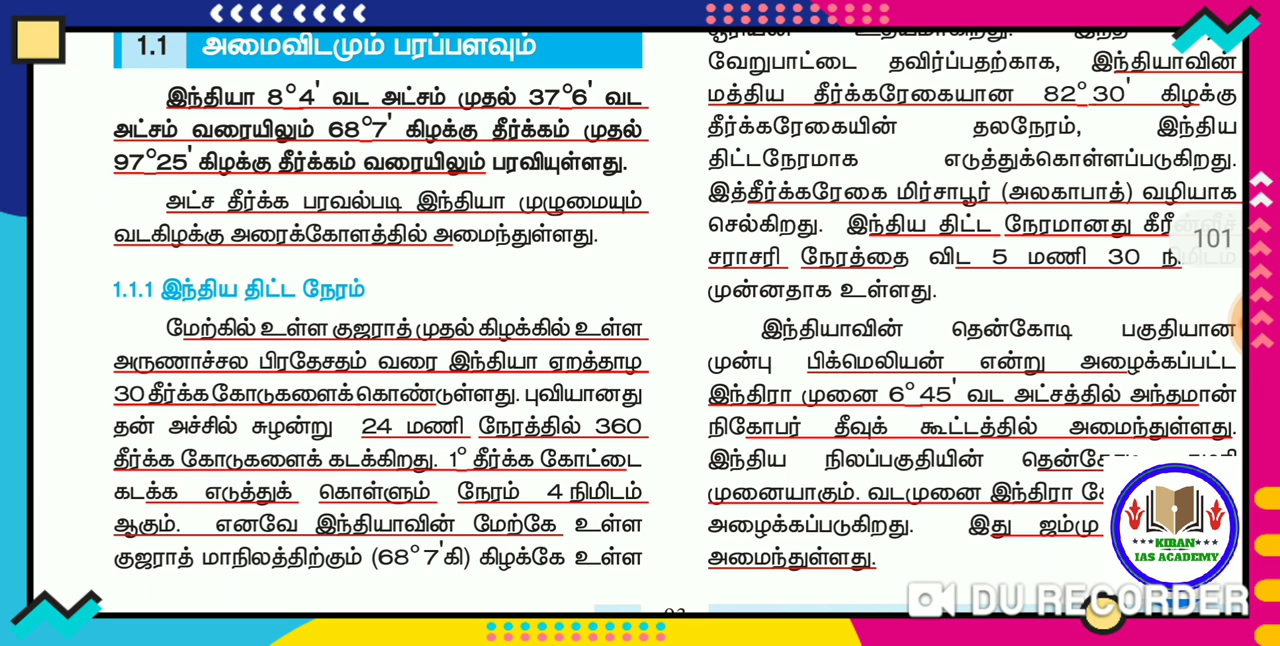 1.1 அமைவிடமும் பரப்பளவும்
இந்தியா 8°4' வட அட்சம் முதல் 37°6' வட
அட்சம் வரையிலும் 68°7' கிழக்கு தீர்க்கம் முதல்
97°25' கிழக்கு தீர்க்கம் வரையிலும் பரவியுள்ளது.
அட்ச தீர்க்க பரவல்படி இந்தியா முழுமையும்
வடகிழக்கு அரைக்கோளத்தில் அமைந்துள்ளது.
1.1.1 இந்திய திட்ட நேரம்
மேற்கில் உள்ள குஜராத் முதல் கிழக்கில் உள்ள
அருணாச்சல பிரதேசதம் வரை இந்தியா ஏறத்தாழ
30 தீர்க்க கோடுகளைக் கொண்டுள்ளது. புவியானது
தன் அச்சில் சுழன்று 24 மணி நேரத்தில் 360
தீர்க்க கோடுகளைக் கடக்கிறது. 1° தீர்க்க கோட்டை
கடக்க எடுத்துக் கொள்ளும் நேரம் 4 நிமிடம்
ஆகும். எனவே இந்தியாவின் மேற்கே உள்ள
குஜராத் மாநிலத்திற்கும் (68° 7'கி) கிழக்கே உள்ள
வேறுபாட்டை தவிர்ப்பதற்காக, இந்தியாவின்
மத்திய தீர்க்கரேகையான 82° 30' கிழக்கு
தீர்க்கரேகையின் தலநேரம், இந்திய
திட்டநேரமாக எடுத்துக்கொள்ளப்படுகிறது.
இத்தீர்க்கரேகை மிர்சாபூர் (அலகாபாத்) வழியாக
செல்கிறது. இந்திய திட்ட நேரமானது
101
சராசரி நேரத்தை விட 5 மணி 30
முன்னதாக உள்ளது.
இந்தியாவின் தென்கோடி பகுதியான
முன்பு பிக்மெலியன் என்று அழைக்கப்பட்ட
இந்திரா முனை 6° 45' வட அட்சத்தில் அந்தமான்
நிகோபர் தீவுக் கூட்டத்தில் அமைந்துள்ளது.
இந்திய நிலப்பகுதியின்
முனையாகும். வடமுனை இந்திரா
அழைக்கப்படுகிறது. இது ஜம்மு
அமைந்துள்ளது.
KIRAN
IAS ACADEMY
DU RECORDER